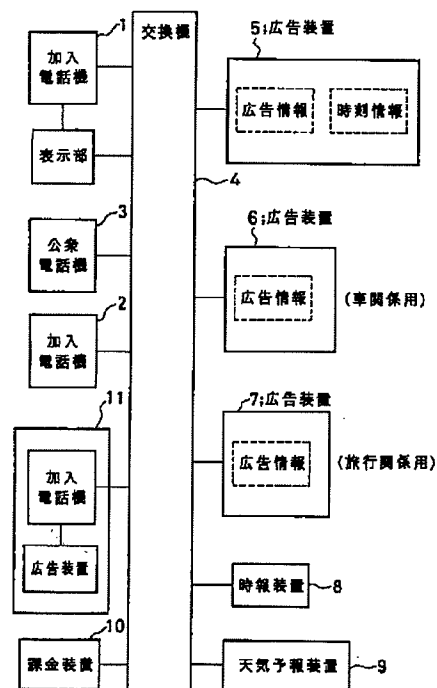 1
加入
電話機
表示部
3
公衆
電話機
2
加入
電話機
11
加入
電話機
広告装置
10
課金装置
交換機
4
5;広告装置
広告情報
時刻情報
6;広告装置
広告情報
(車関係用)
7;広告装置
広告情報
(旅行関係用)
時報装置
8
天気予報装置
9